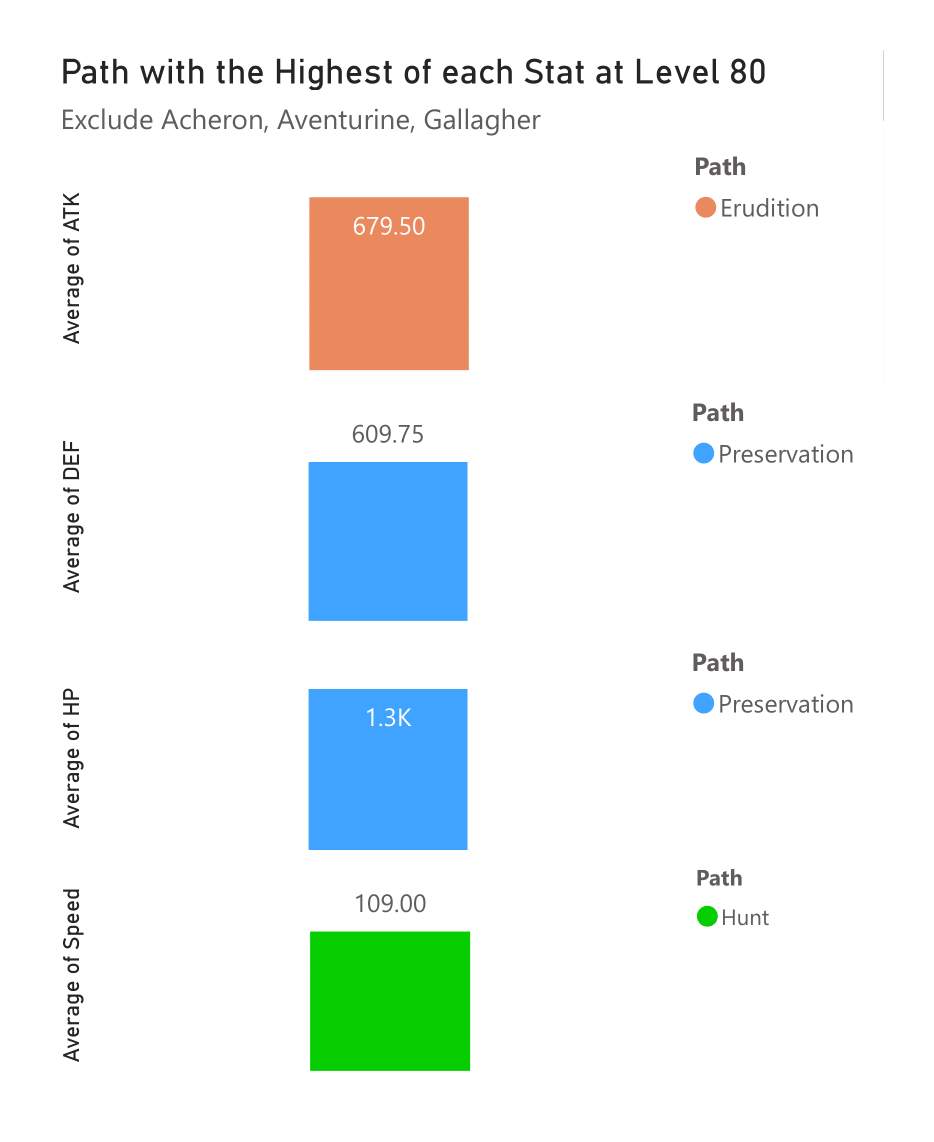 Path with the Highest of each Stat at Level 80
Exclude Acheron, Aventurine, Gallagher
Average of ATK
679.50
Path
Erudition
Average of DEF
609.75
Path
Preservation
Average of HP
1.3K
Path
Preservation
Average of Speed
109.00
Path
Hunt